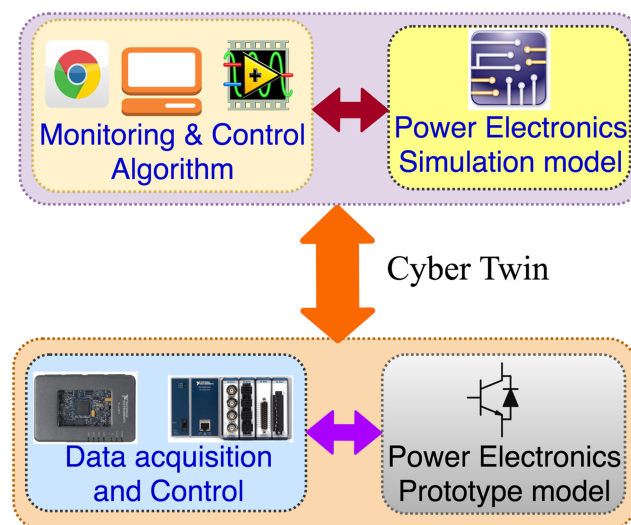 Monitoring & Control
Algorithm
Power Electronics
Simulation model
Cyber Twin
Data acquisition
and Control
Power Electronics
Prototype model